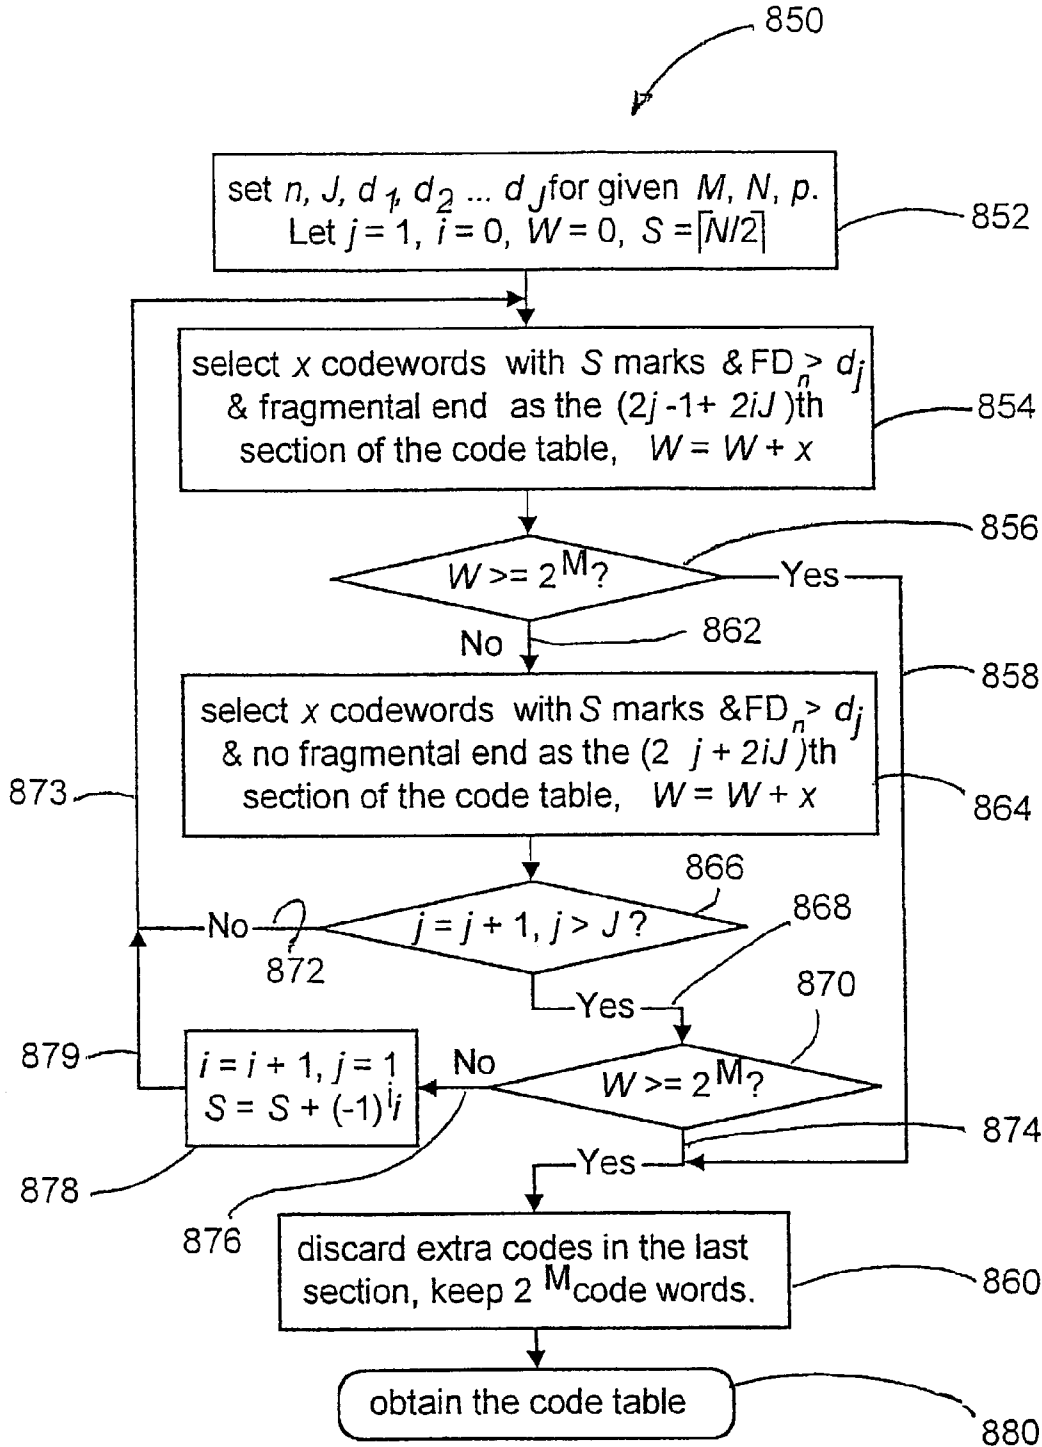 850
set n, J, d1, d2 ... dJ for given M, N, p.
Let j = 1, i = 0, W = 0, S = ⌈N/2⌉
852
select x codewords with S marks & FDn > dj
& fragmental end as the (2j -1+ 2iJ )th
section of the code table, W = W + x
854
856
W >= 2^M ?
Yes
No
862
858
select x codewords with S marks &FDn > dj
& no fragmental end as the (2 j + 2iJ )th
section of the code table, W = W + x
873
864
866
868
No
j = j + 1, j > J ?
872
Yes
870
879
i = i + 1, j = 1
S = S + (-1)^i i
No
W >= 2^M ?
874
Yes
878
876
discard extra codes in the last
section, keep 2^M code words.
860
obtain the code table
880